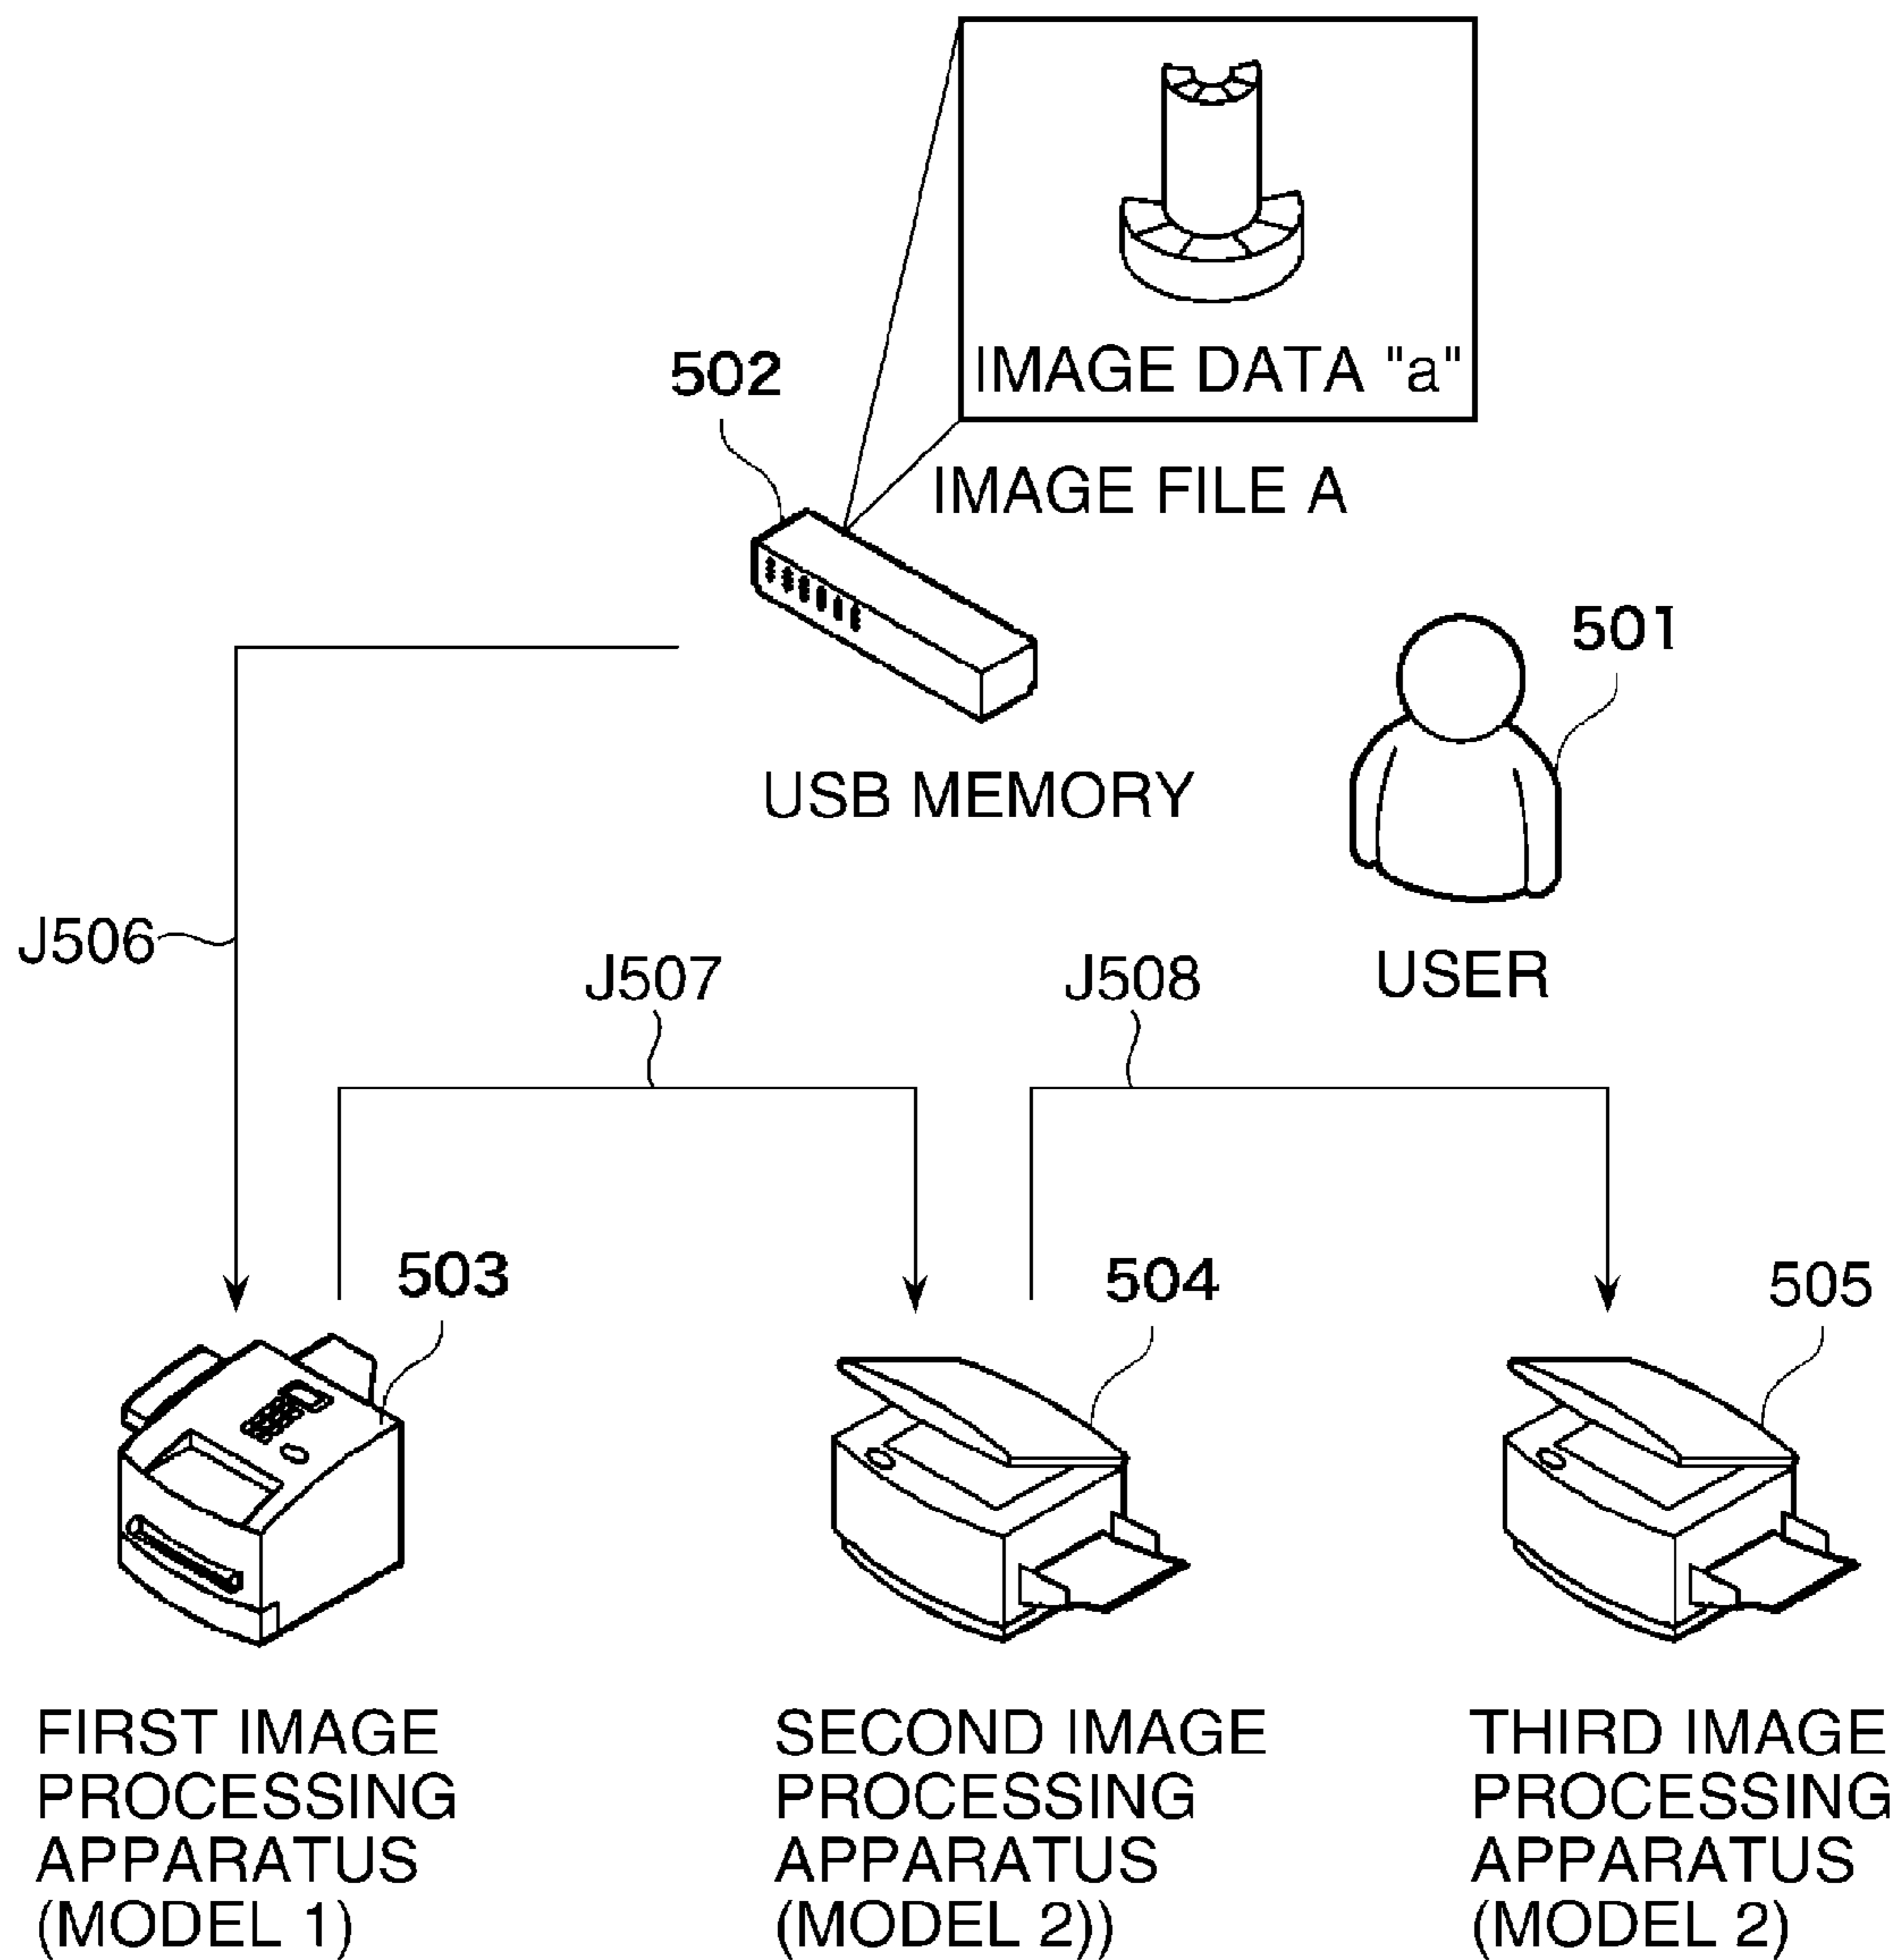 IMAGE DATA "a"
502
IMAGE FILE A
501
USB MEMORY
J506
J507
J508
USER
503
504
505
FIRST IMAGE
PROCESSING
APPARATUS
(MODEL 1)
SECOND IMAGE
PROCESSING
APPARATUS
(MODEL 2))
THIRD IMAGE
PROCESSING
APPARATUS
(MODEL 2)